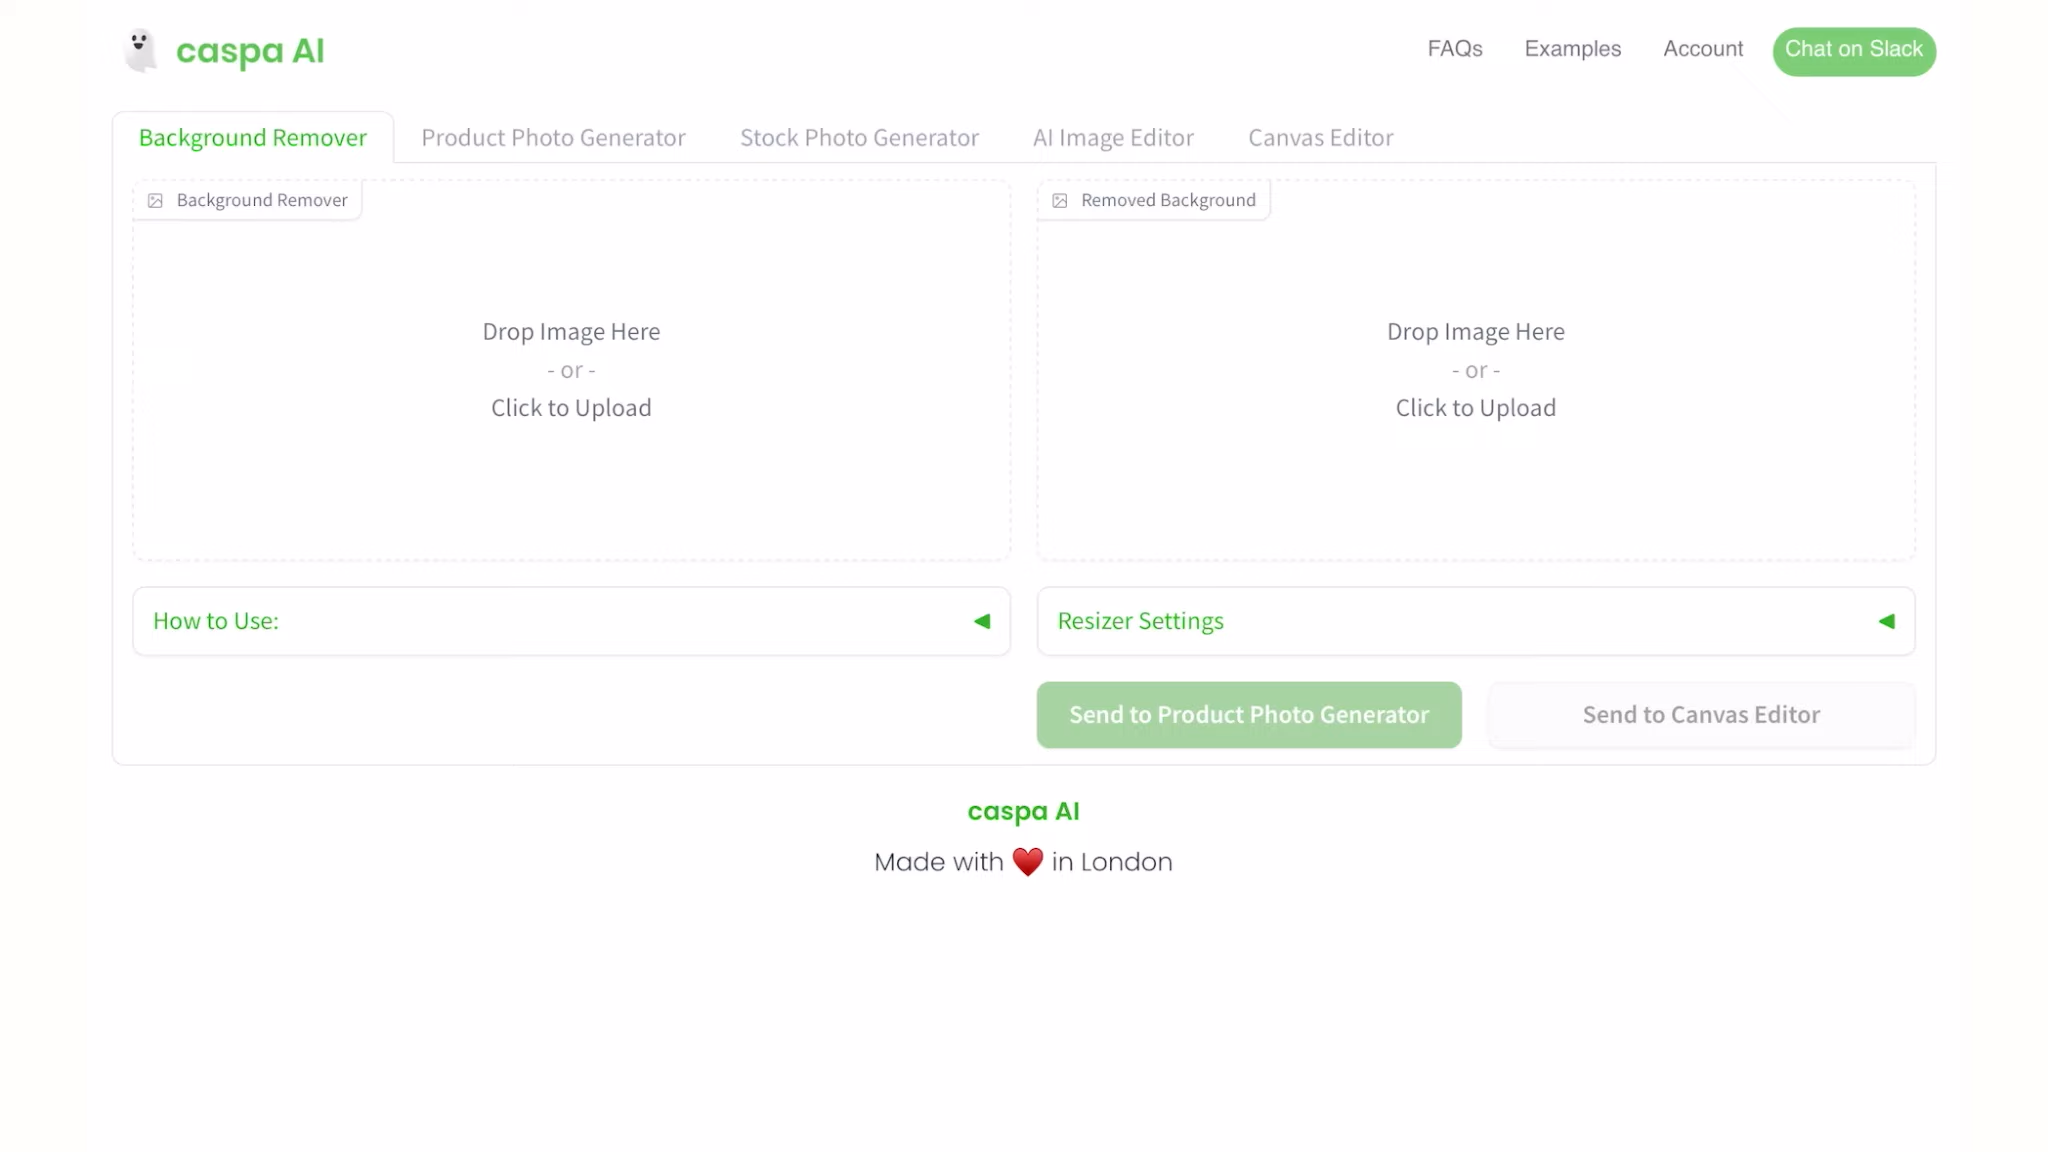 caspa AI
FAQs
Examples
Account
Chat on Slack
Background Remover
Product Photo Generator
Stock Photo Generator
AI Image Editor
Canvas Editor
Background Remover
Drop Image Here
- or -
Click to Upload
Removed Background
Drop Image Here
- or -
Click to Upload
How to Use:
Resizer Settings
Send to Product Photo Generator
Send to Canvas Editor
caspa AI
Made with ❤️ in London